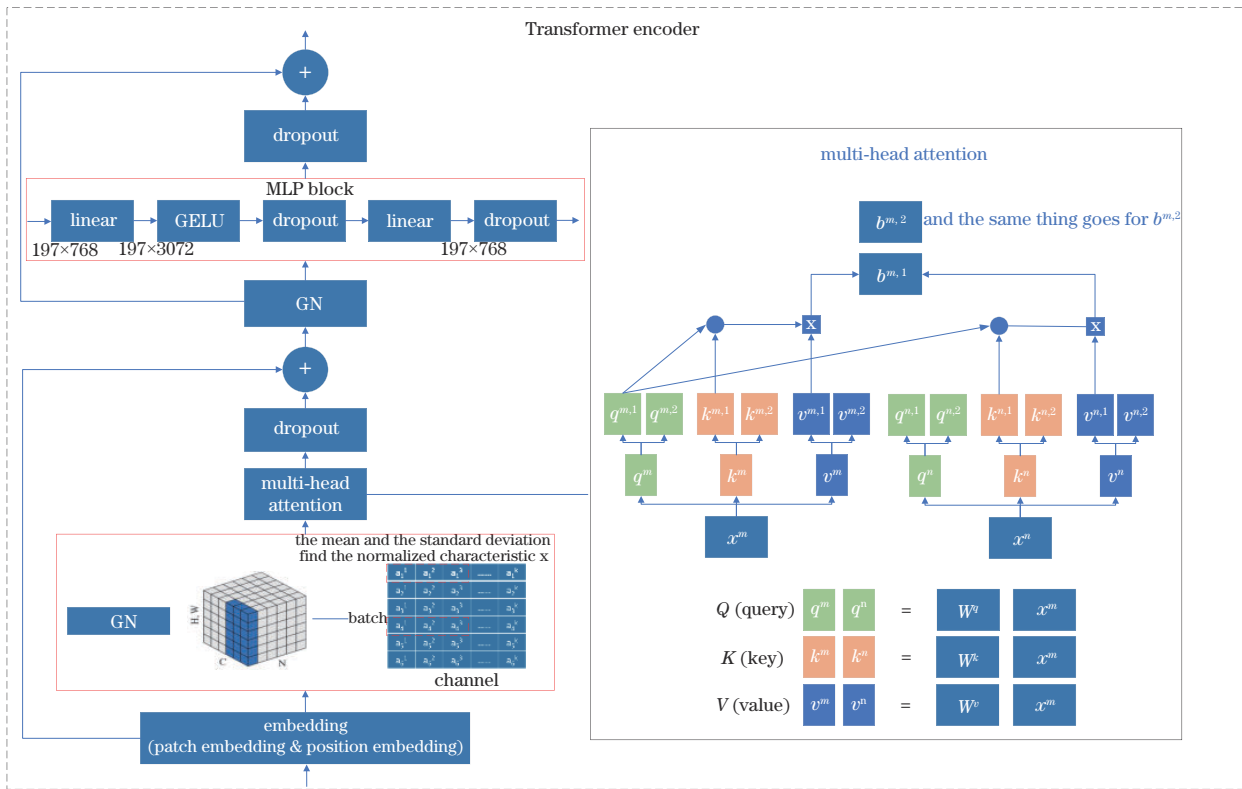 Transformer encoder
+
dropout
MLP block
linear
GELU
dropout
linear
dropout
197×768
197×3072
197×768
GN
+
dropout
multi-head
attention
the mean and the standard deviation
find the normalized characteristic x
GN
H, W
C
N
batch
channel
embedding
(patch embedding & position embedding)
multi-head attention
b^{m,2} and the same thing goes for b^{m,2}
b^{m,1}
x
x
q^{m,1} q^{m,2} k^{m,1} k^{m,2} v^{m,1} v^{m,2} q^{n,1} q^{n,2} k^{n,1} k^{n,2} v^{n,1} v^{n,2}
q^m k^m v^m q^n k^n v^n
x^m x^n
Q (query) q^m q^n = W^q x^m
K (key) k^m k^n = W^k x^m
V (value) v^m v^n = W^v x^m